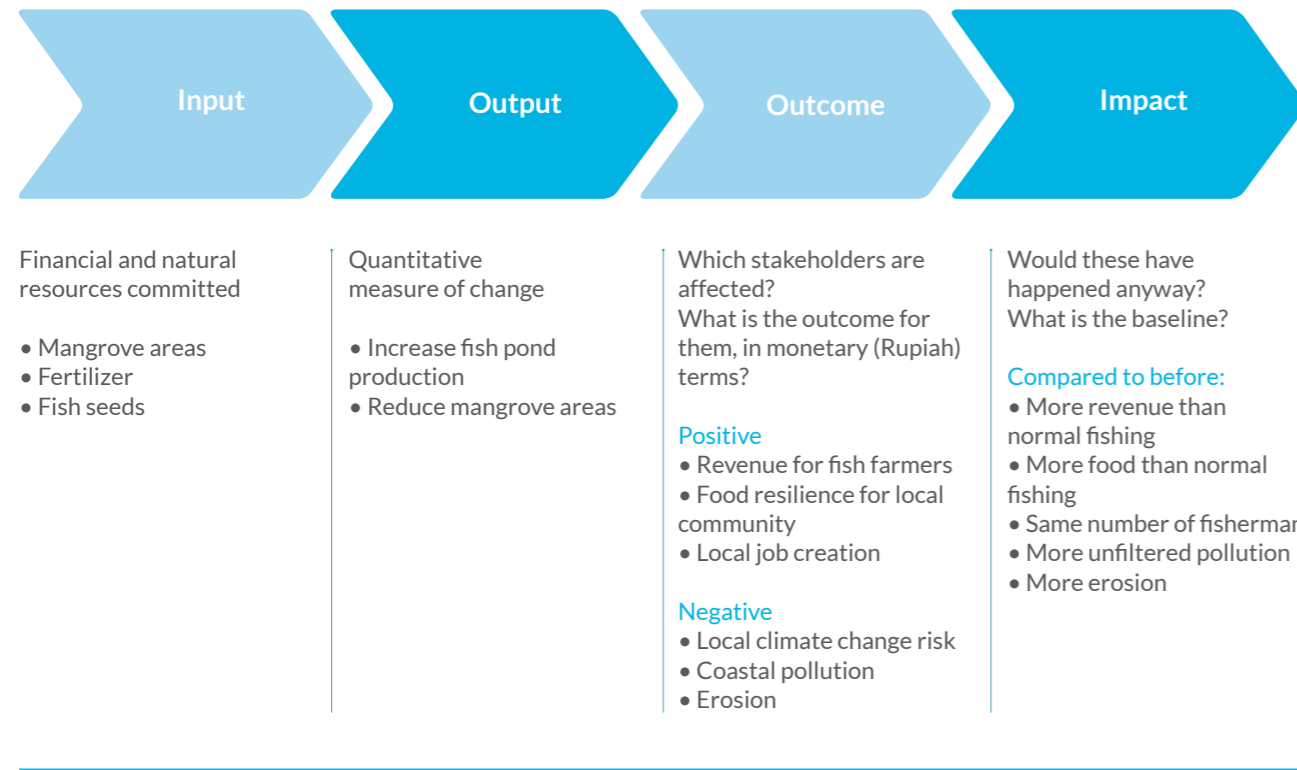 Input
Output
Outcome
Impact
Financial and natural
resources committed
• Mangrove areas
• Fertilizer
• Fish seeds
Quantitative
measure of change
• Increase fish pond
production
• Reduce mangrove areas
Which stakeholders are
affected?
What is the outcome for
them, in monetary (Rupiah)
terms?
Positive
• Revenue for fish farmers
• Food resilience for local
community
• Local job creation
Negative
• Local climate change risk
• Coastal pollution
• Erosion
Would these have
happened anyway?
What is the baseline?
Compared to before:
• More revenue than
normal fishing
• More food than normal
fishing
• Same number of fisherman
• More unfiltered pollution
• More erosion